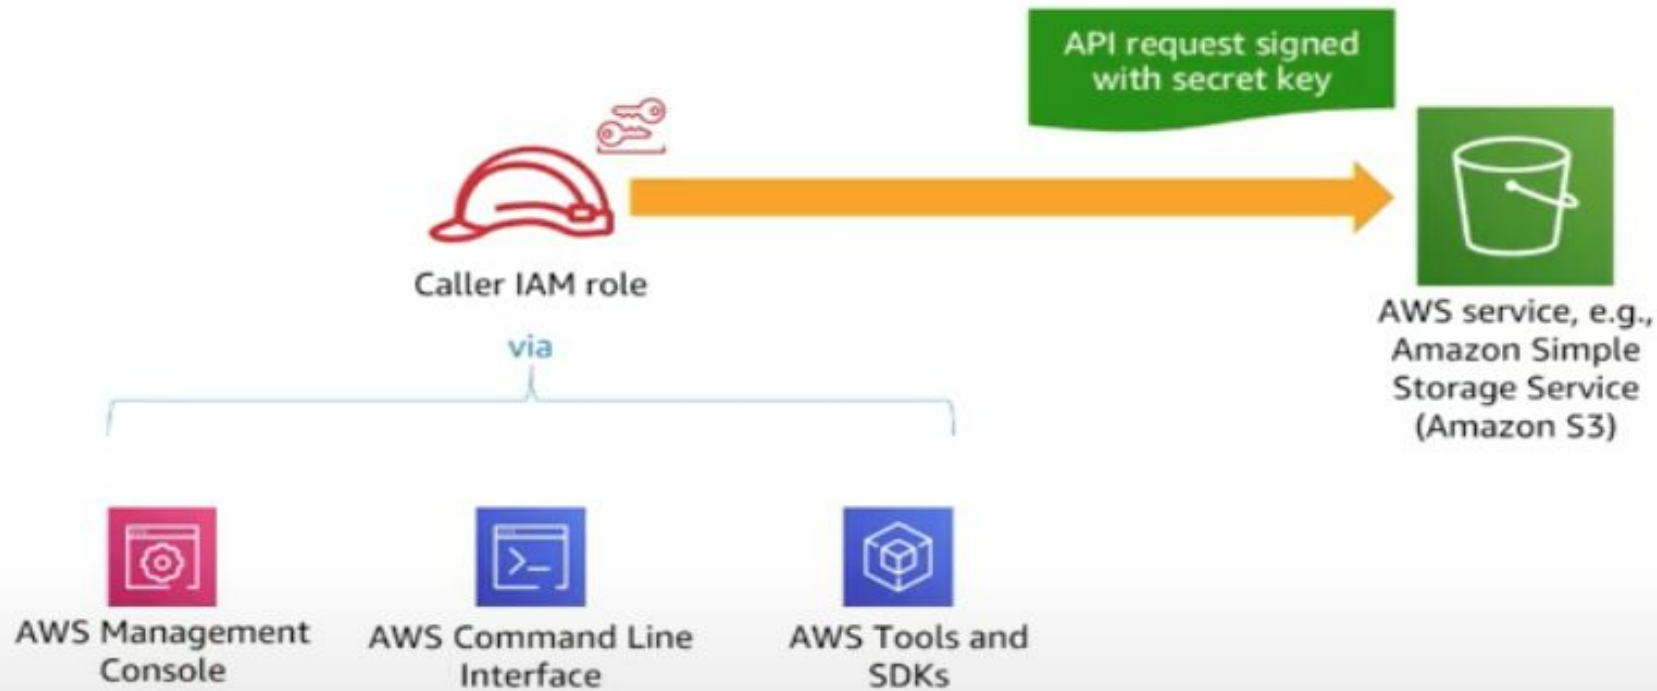 API request signed
with secret key
Caller IAM role
via
AWS service, e.g.,
Amazon Simple
Storage Service
(Amazon S3)
AWS Management
Console
AWS Command Line
Interface
AWS Tools and
SDKs